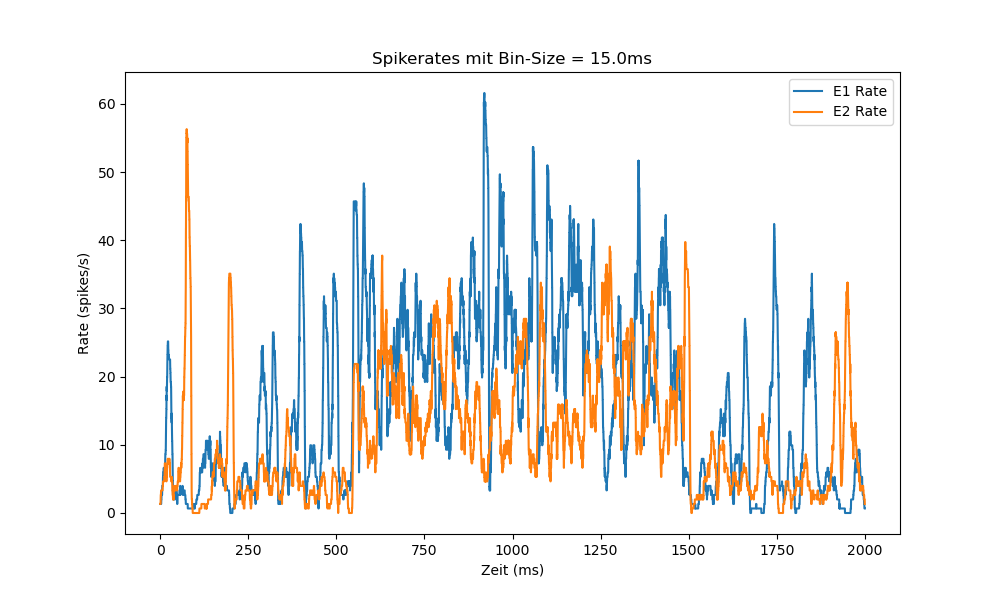 Spikerates mit Bin-Size = 15.0ms
E1 Rate
E2 Rate
Rate (spikes/s)
60
50
40
30
20
10
0
0 250 500 750 1000 1250 1500 1750 2000
Zeit (ms)